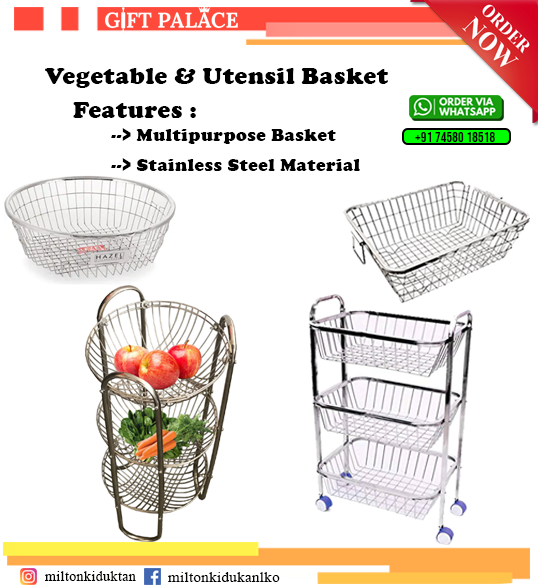 GIFT PALACE
ORDER
NOW
Vegetable & Utensil Basket
Features :
--> Multipurpose Basket
--> Stainless Steel Material
ORDER VIA
WHATSAPP
+91 74580 18518
HAZEL
miltonkiduktan
miltonkidukanlko